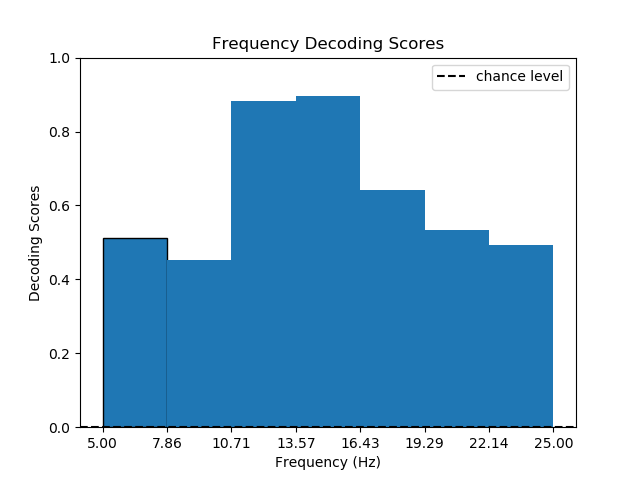 Frequency Decoding Scores
chance level
1.0
0.8
0.6
0.4
0.2
0.0
Decoding Scores
5.00 7.86 10.71 13.57 16.43 19.29 22.14 25.00
Frequency (Hz)